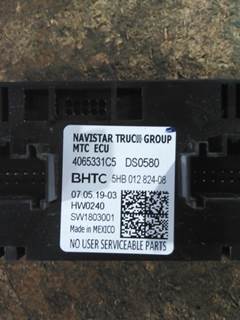 NAVISTAR TRUCK GROUP
MTC ECU
4065331C5 DS0580
BHTC 5HB 012 824-08
07.05.19-03
HW0240
SW1803001
Made in MEXICO
NO USER SERVICEABLE PARTS